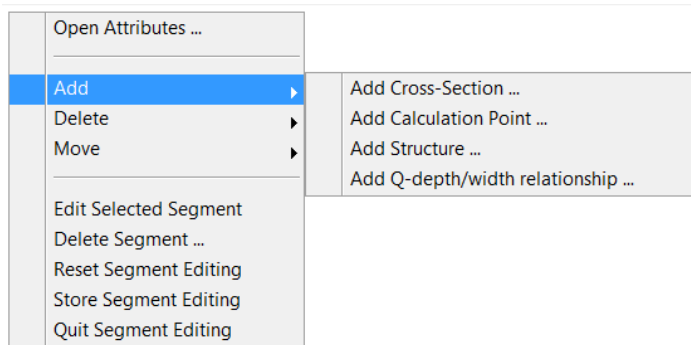 Open Attributes ...
Add
Delete
Move
Edit Selected Segment
Delete Segment ...
Reset Segment Editing
Store Segment Editing
Quit Segment Editing
Add Cross-Section ...
Add Calculation Point ...
Add Structure ...
Add Q-depth/width relationship ...